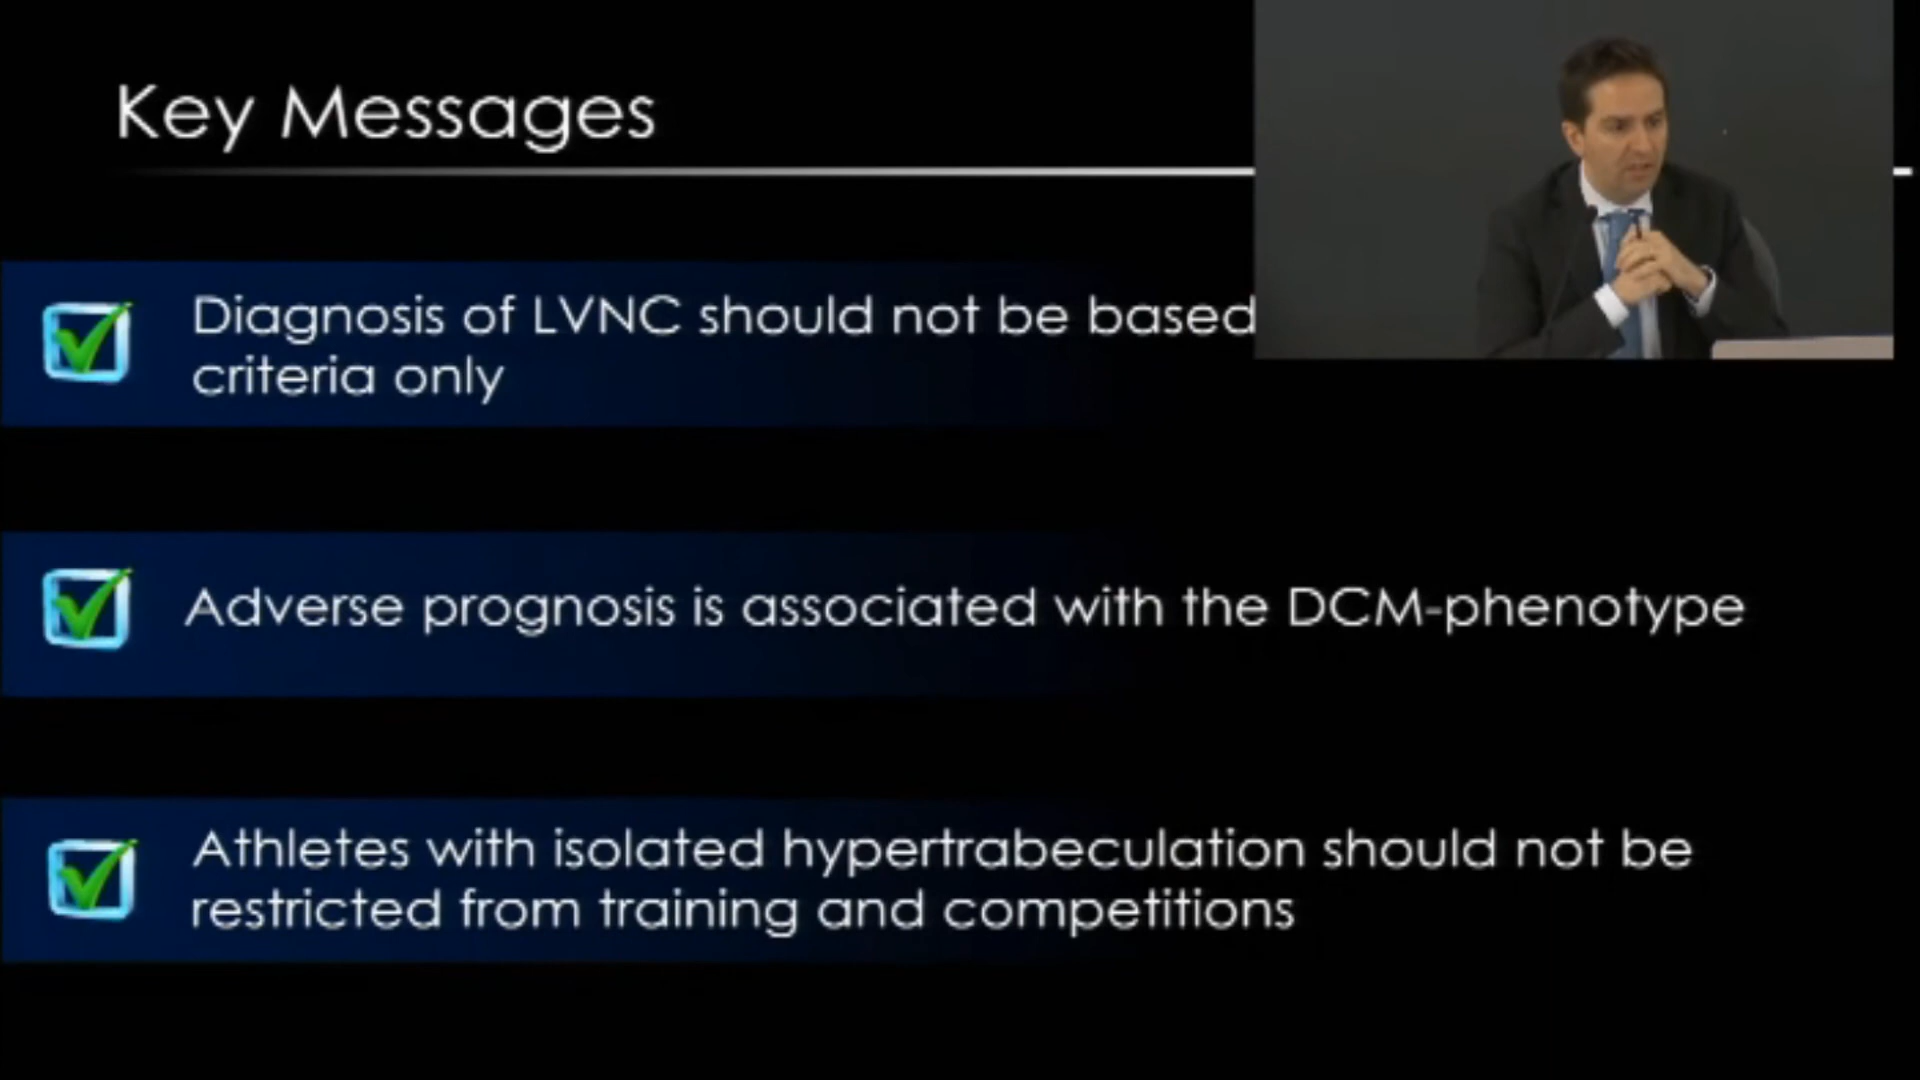 Key Messages
Diagnosis of LVNC should not be based
criteria only
Adverse prognosis is associated with the DCM-phenotype
Athletes with isolated hypertrabeculation should not be
restricted from training and competitions